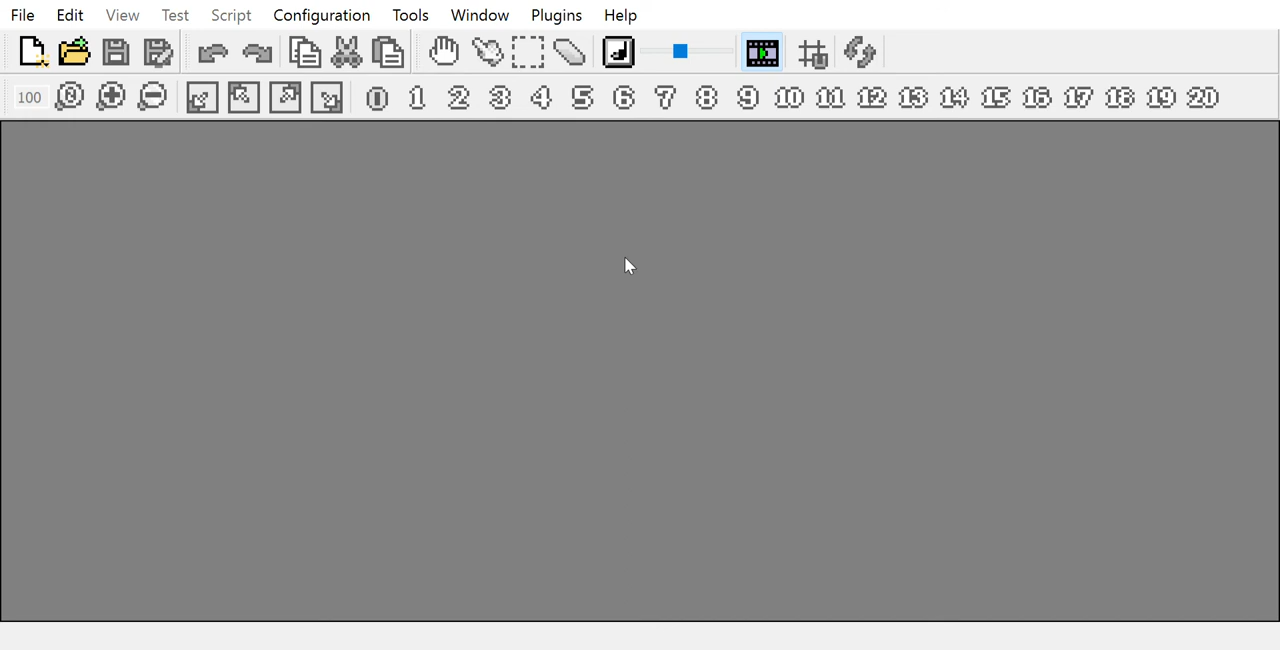 File Edit View Test Script Configuration Tools Window Plugins Help
100 0 0 1 2 3 4 5 6 7 8 9 10 11 12 13 14 15 16 17 18 19 20